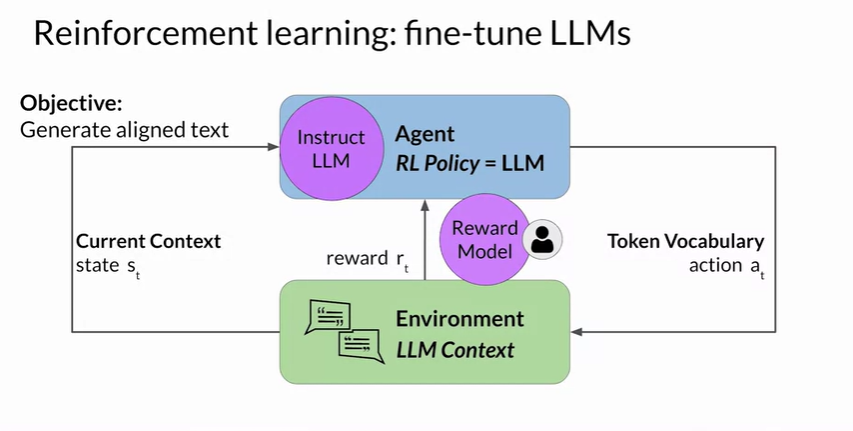 Reinforcement learning: fine-tune LLMs
Objective:
Generate aligned text
Instruct
LLM
Agent
RL Policy = LLM
Current Context
state s_t
reward r_t
Reward
Model
Token Vocabulary
action a_t
Environment
LLM Context